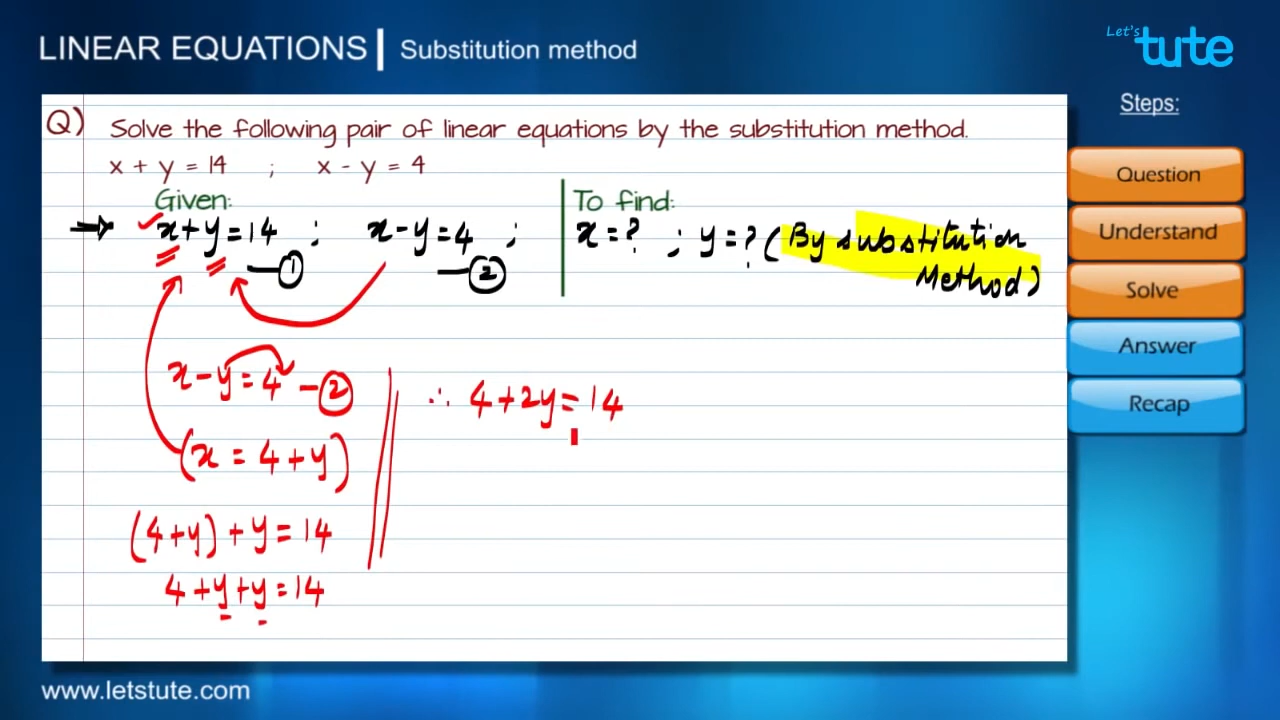 LINEAR EQUATIONS | Substitution method
Let's tute
Steps:
Question
Understand
Solve
Answer
Recap
Q) Solve the following pair of linear equations by the substitution method.
x + y = 14 ; x - y = 4
Given:
x+y=14 ; x-y=4 ;
—① —②
To find:
x=? ; y=? (By substitution
Method)
x-y=4 -②
(x = 4+y)
(4+y)+y=14
4+y+y=14
∴ 4+2y=14
www.letstute.com